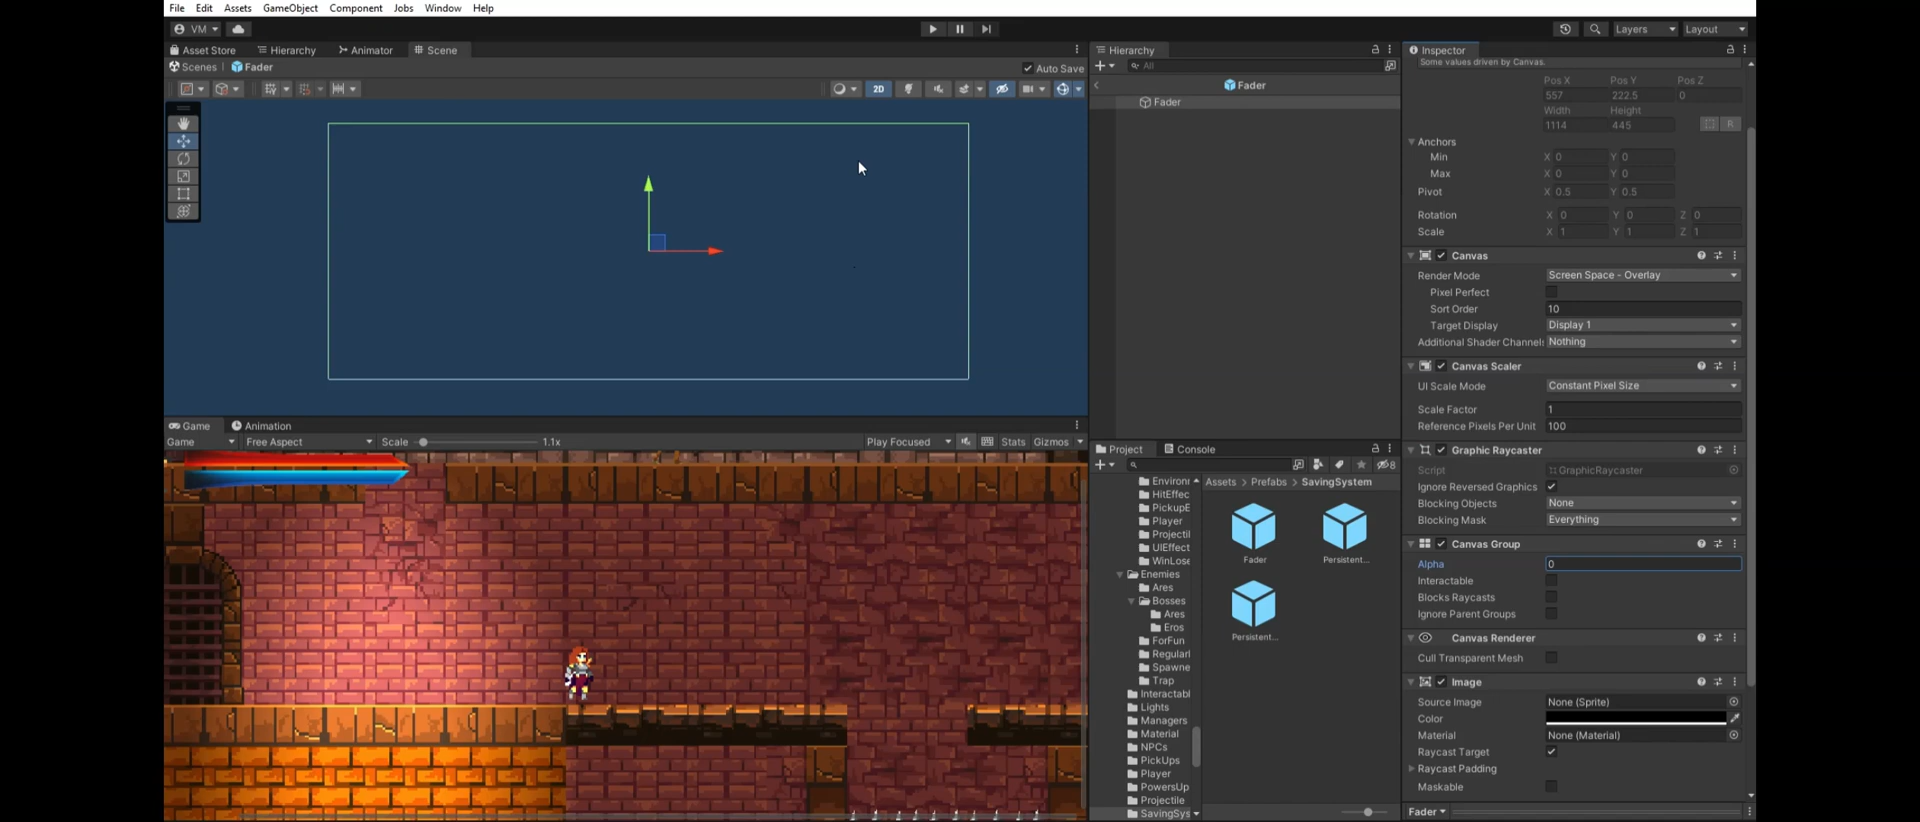 File Edit Assets GameObject Component Jobs Window Help
VM Layers Layout
Asset Store Hierarchy Animator Scene
Scenes Fader Auto Save
2D
Hierarchy
All
Fader
Fader
Inspector
Some values driven by Canvas.
Pos X Pos Y Pos Z
557 222.5 0
Width Height
1114 445 R
Anchors
Min X 0 Y 0
Max X 0 Y 0
Pivot X 0.5 Y 0.5
Rotation X 0 Y 0 Z 0
Scale X 1 Y 1 Z 1
Canvas
Render Mode Screen Space - Overlay
Pixel Perfect
Sort Order 10
Target Display Display 1
Additional Shader Channels Nothing
Canvas Scaler
UI Scale Mode Constant Pixel Size
Scale Factor 1
Reference Pixels Per Unit 100
Graphic Raycaster
Script GraphicRaycaster
Ignore Reversed Graphics
Blocking Objects None
Blocking Mask Everything
Canvas Group
Alpha 0
Interactable
Blocks Raycasts
Ignore Parent Groups
Canvas Renderer
Cull Transparent Mesh
Image
Source Image None (Sprite)
Color
Material None (Material)
Raycast Target
Raycast Padding
Maskable
Fader
Game Animation
Game Free Aspect Scale 1.1x Play Focused Stats Gizmos
Project Console
8
Assets Prefabs SavingSystem
Environ
HitEffec
PickupE
Player
Projectil
UIEffect
WinLose
Enemies
Ares
Bosses
Ares
Eros
ForFun
Regularl
Spawne
Trap
Interactabl
Lights
Managers
Material
NPCs
PickUps
Player
PowersUp
Projectile
SavingSys
Fader Persistent...
Persistent...